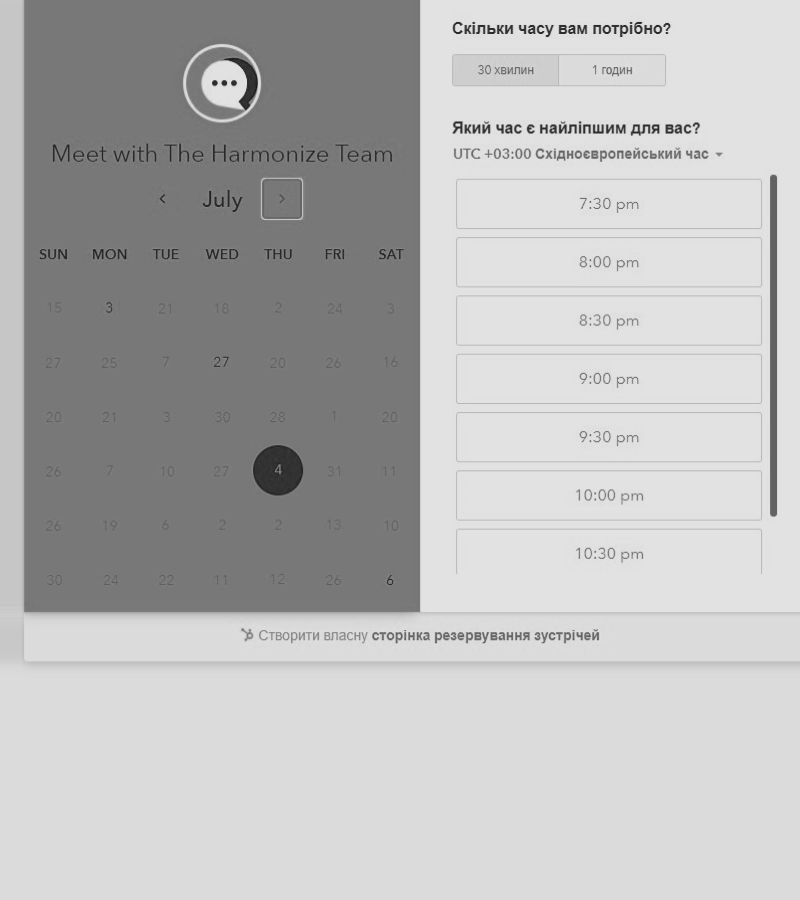 Meet with The Harmonize Team
July
SUN MON TUE WED THU FRI SAT
15 3 21 18 2 24 3
27 25 7 27 20 26 16
20 21 3 30 28 1 20
26 7 10 27 4 31 11
26 19 6 2 2 13 10
30 24 22 11 12 26 6
Скільки часу вам потрібно?
30 хвилин 1 годин
Який час є найліпшим для вас?
UTC +03:00 Східноєвропейський час
7:30 pm
8:00 pm
8:30 pm
9:00 pm
9:30 pm
10:00 pm
10:30 pm
Створити власну сторінка резервування зустрічей